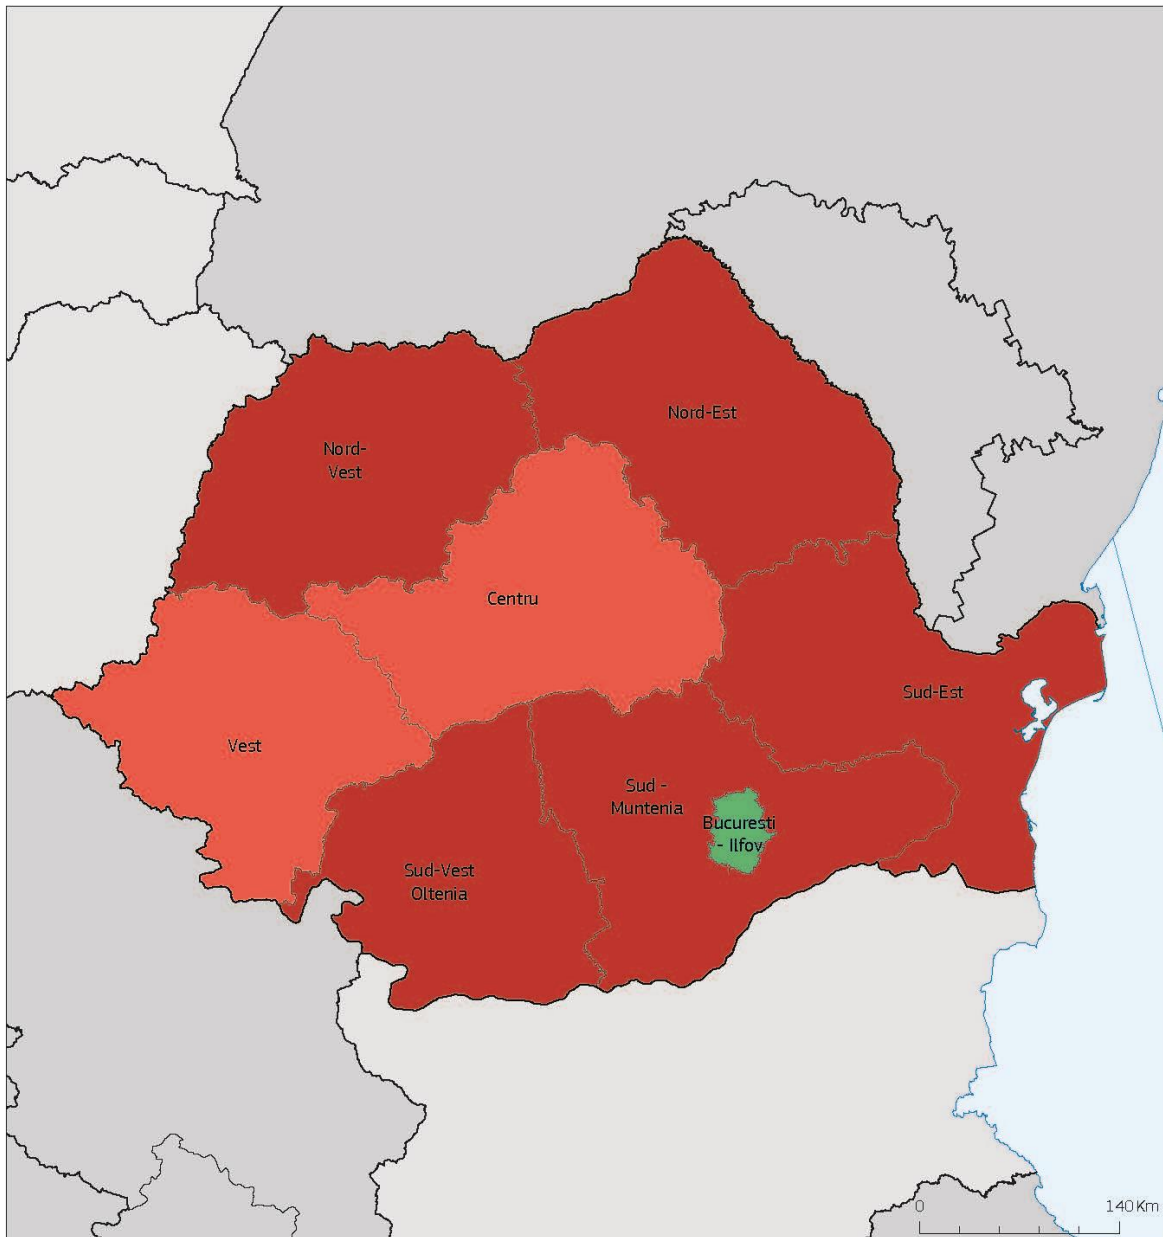 Nord-Est
Nord-
Vest
Centru
Sud-Est
Vest
Sud -
Muntenia
Bucuresti
- Ilfov
Sud-Vest
Oltenia
0 140 Km